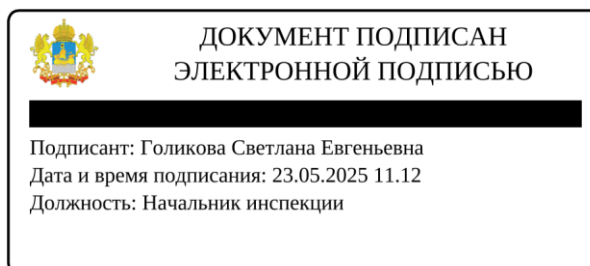 ДОКУМЕНТ ПОДПИСАН
ЭЛЕКТРОННОЙ ПОДПИСЬЮ
Подписант: Голикова Светлана Евгеньевна
Дата и время подписания: 23.05.2025 11.12
Должность: Начальник инспекции